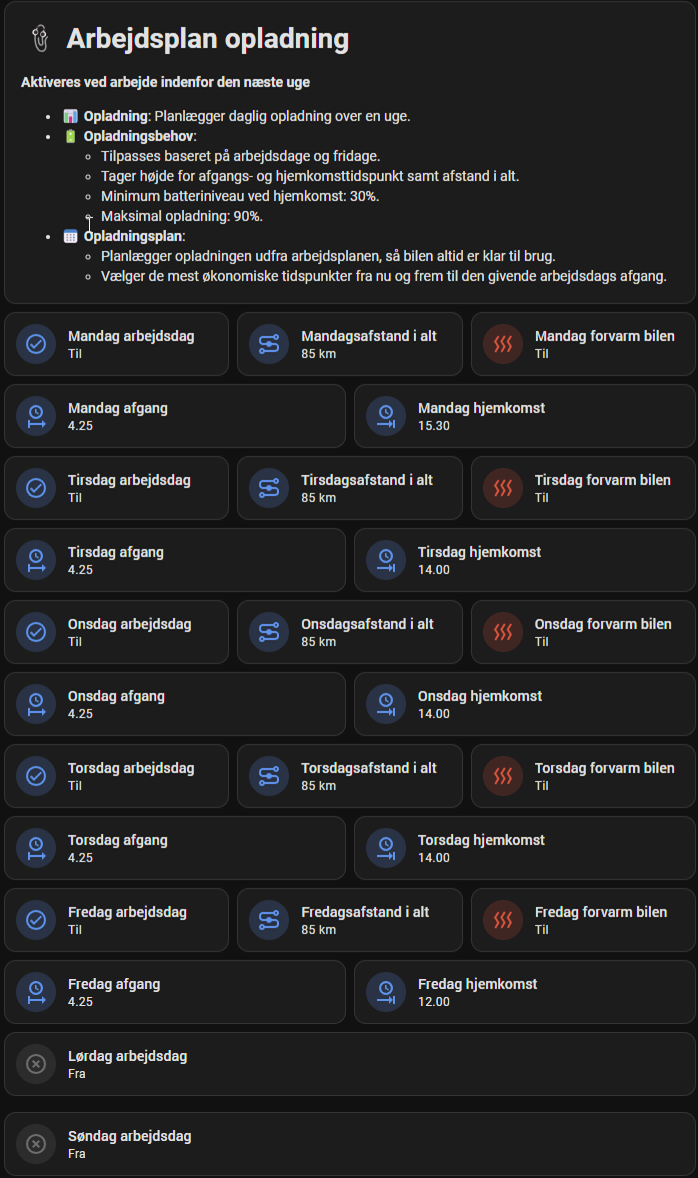 Arbejdsplan opladning
Aktiveres ved arbejde indenfor den næste uge
Opladning: Planlægger daglig opladning over en uge.
Opladningsbehov:
Tilpasses baseret på arbejdsdage og fridage.
Tager højde for afgangs- og hjemkomsttidspunkt samt afstand i alt.
Minimum batteriniveau ved hjemkomst: 30%.
Maksimal opladning: 90%.
Opladningsplan:
Planlægger opladningen udfra arbejdsplanen, så bilen altid er klar til brug.
Vælger de mest økonomiske tidspunkter fra nu og frem til den givende arbejdsdags afgang.
Mandag arbejdsdag
Til
Mandagsafstand i alt
85 km
Mandag forvarm bilen
Til
Mandag afgang
4.25
Mandag hjemkomst
15.30
Tirsdag arbejdsdag
Til
Tirsdagsafstand i alt
85 km
Tirsdag forvarm bilen
Til
Tirsdag afgang
4.25
Tirsdag hjemkomst
14.00
Onsdag arbejdsdag
Til
Onsdagsafstand i alt
85 km
Onsdag forvarm bilen
Til
Onsdag afgang
4.25
Onsdag hjemkomst
14.00
Torsdag arbejdsdag
Til
Torsdagsafstand i alt
85 km
Torsdag forvarm bilen
Til
Torsdag afgang
4.25
Torsdag hjemkomst
14.00
Fredag arbejdsdag
Til
Fredagsafstand i alt
85 km
Fredag forvarm bilen
Til
Fredag afgang
4.25
Fredag hjemkomst
12.00
Lørdag arbejdsdag
Fra
Søndag arbejdsdag
Fra